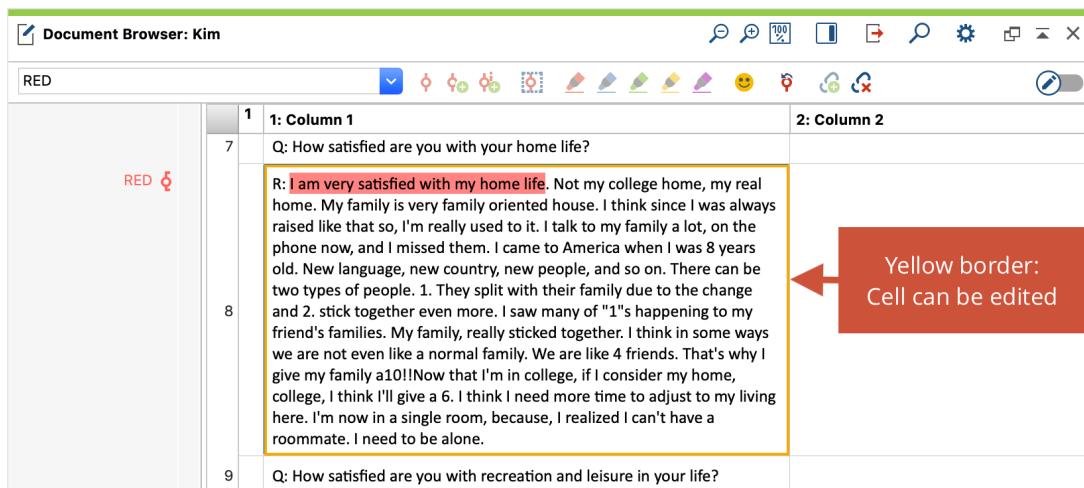 Document Browser: Kim
100
%
RED
1
1: Column 1
2: Column 2
7
Q: How satisfied are you with your home life?
RED
R: I am very satisfied with my home life. Not my college home, my real
home. My family is very family oriented house. I think since I was always
raised like that so, I'm really used to it. I talk to my family a lot, on the
phone now, and I missed them. I came to America when I was 8 years
old. New language, new country, new people, and so on. There can be
two types of people. 1. They split with their family due to the change
8
and 2. stick together even more. I saw many of "1"s happening to my
friend's families. My family, really sticked together. I think in some ways
we are not even like a normal family. We are like 4 friends. That's why I
give my family a10!!Now that I'm in college, if I consider my home,
college, I think I'll give a 6. I think I need more time to adjust to my living
here. I'm now in a single room, because, I realized I can't have a
roommate. I need to be alone.
Yellow border:
Cell can be edited
9
Q: How satisfied are you with recreation and leisure in your life?